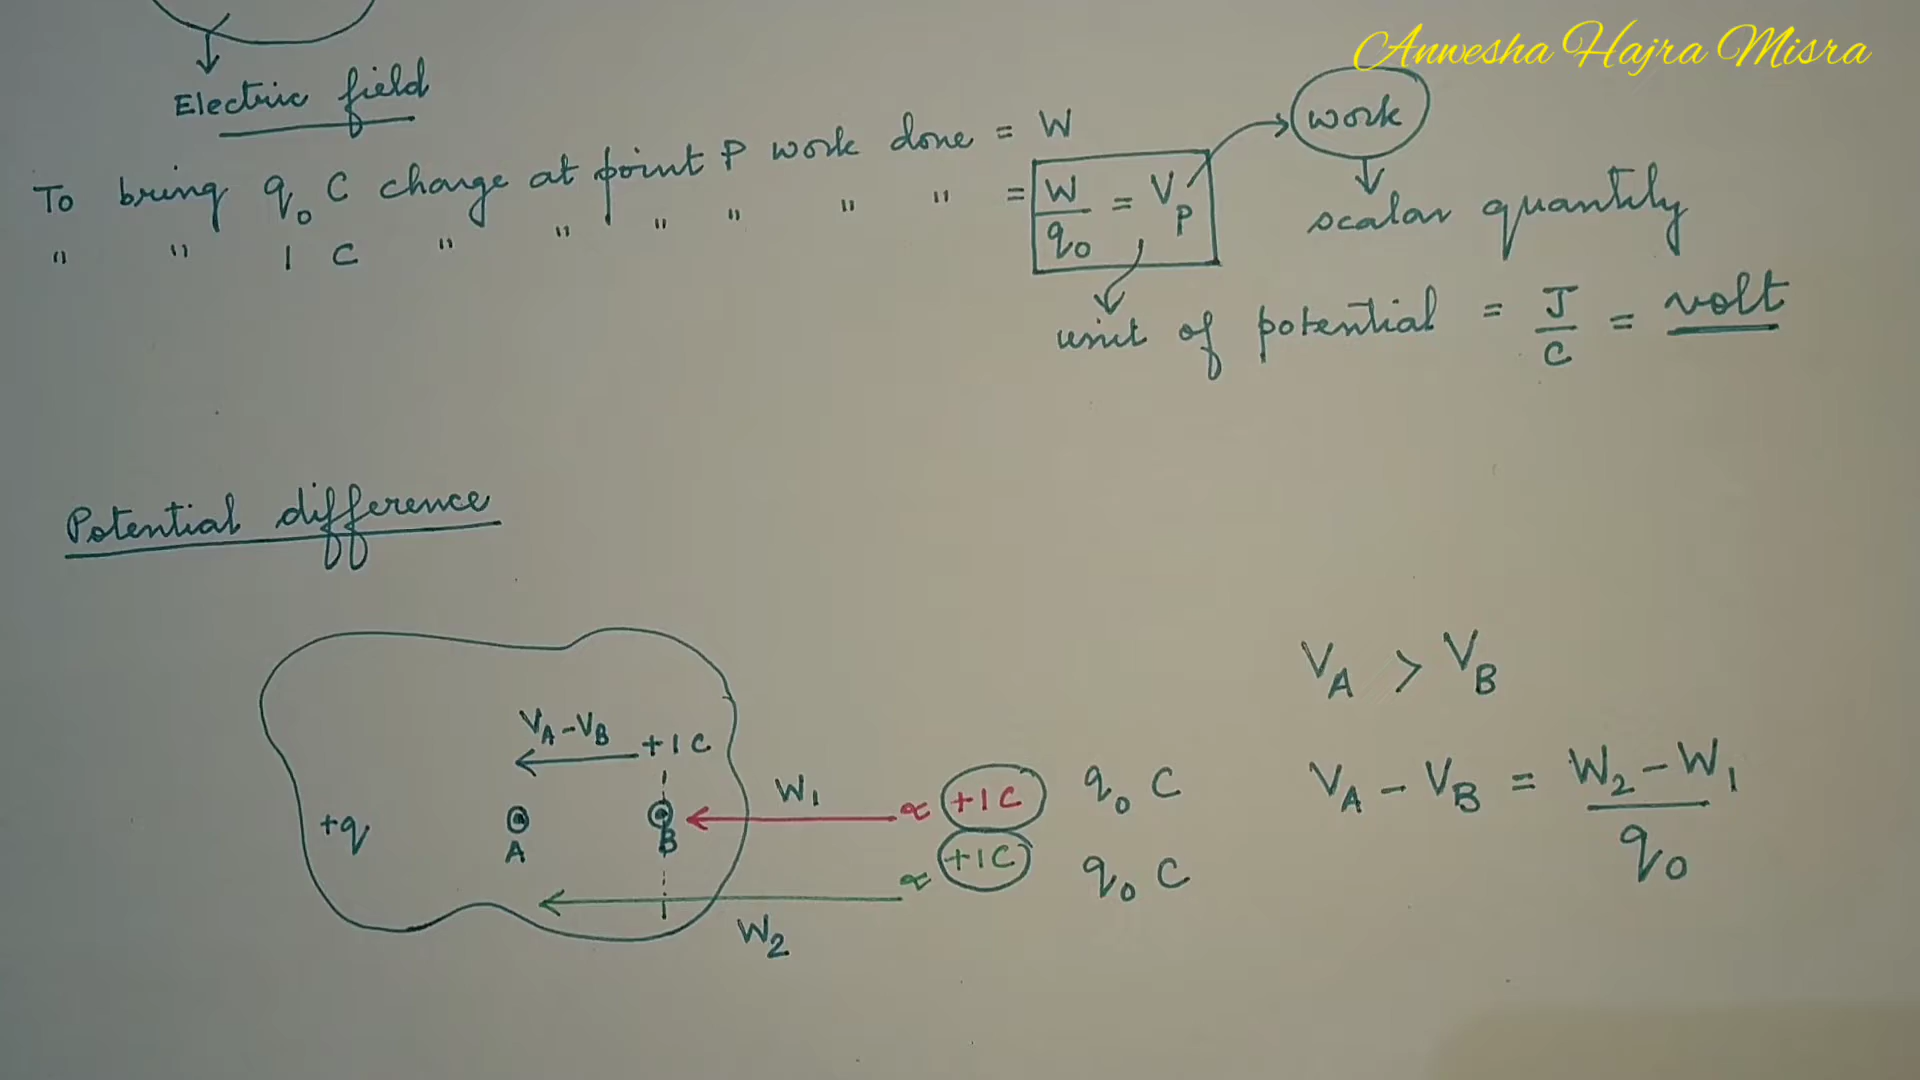 Anwesha Hajra Misra
Electric field
To bring q₀ C charge at point P work done = W
" " 1 C " " " " " " = W/q₀ = V_P
work
scalar quantity
unit of potential = J/C = volt
Potential difference
V_A - V_B
+1 C
+q
A
B
W₁
∝ +1C q₀ C
∝ +1C q₀ C
W₂
V_A > V_B
V_A - V_B = W₂ - W₁ / q₀